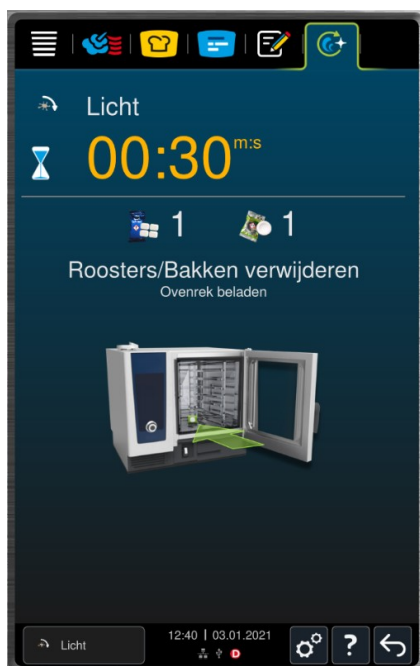 Licht
00:30 m:s
1 1
Roosters/Bakken verwijderen
Ovenrek beladen
Licht
12:40 | 03.01.2021
D
?